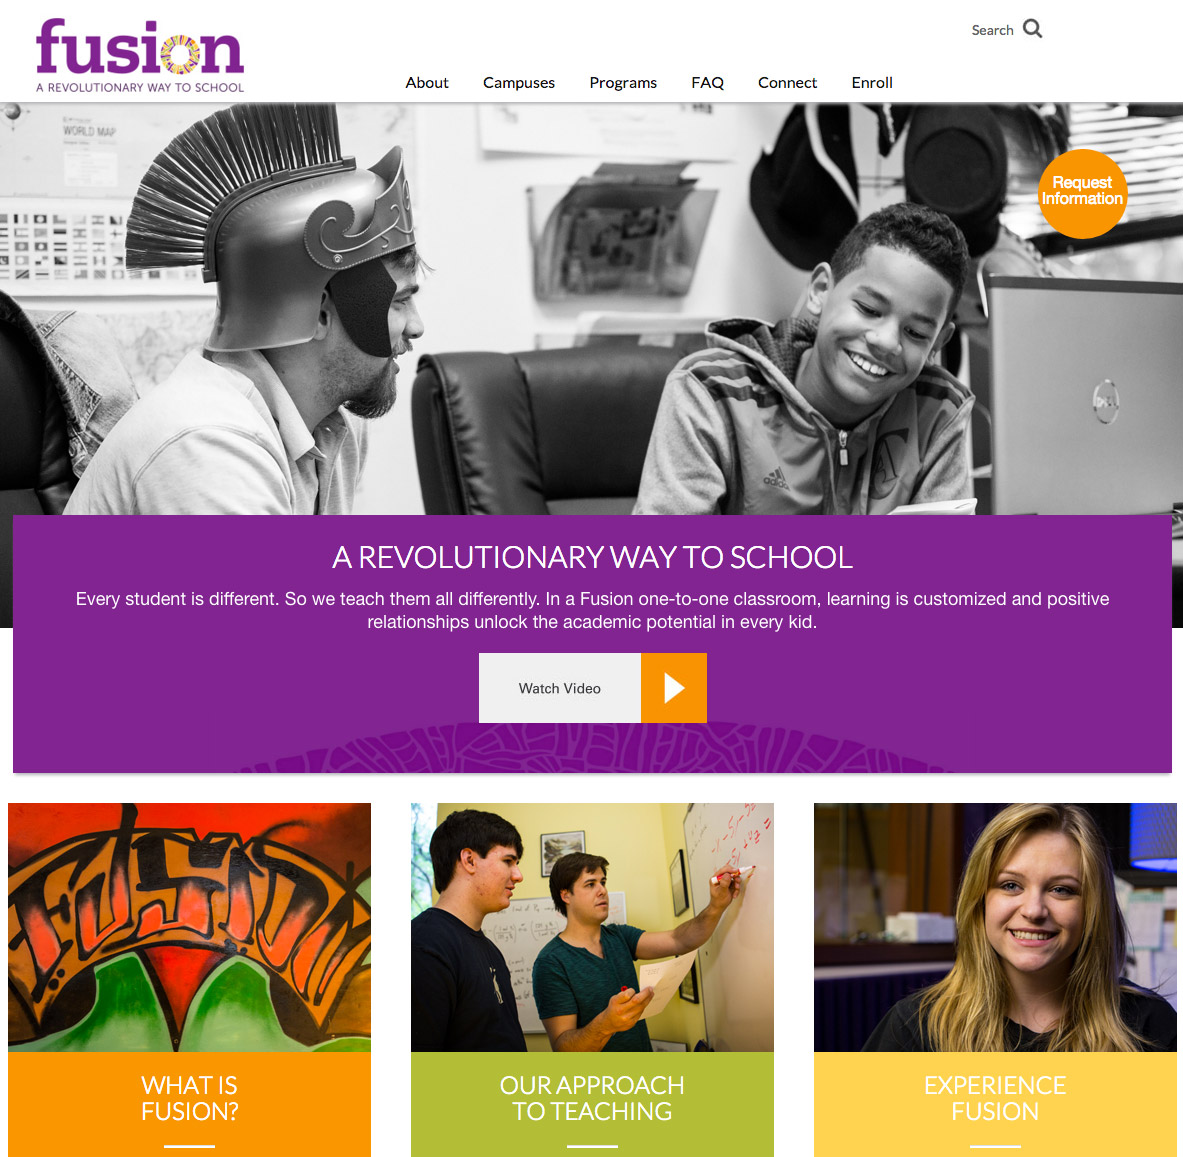 fusion
A REVOLUTIONARY WAY TO SCHOOL
Search
About Campuses Programs FAQ Connect Enroll
WORLD MAP
Request
Information
adidas
DELL
A REVOLUTIONARY WAY TO SCHOOL
Every student is different. So we teach them all differently. In a Fusion one-to-one classroom, learning is customized and positive
relationships unlock the academic potential in every kid.
Watch Video
FUSION
WHAT IS
FUSION?
OUR APPROACH
TO TEACHING
EXPERIENCE
FUSION